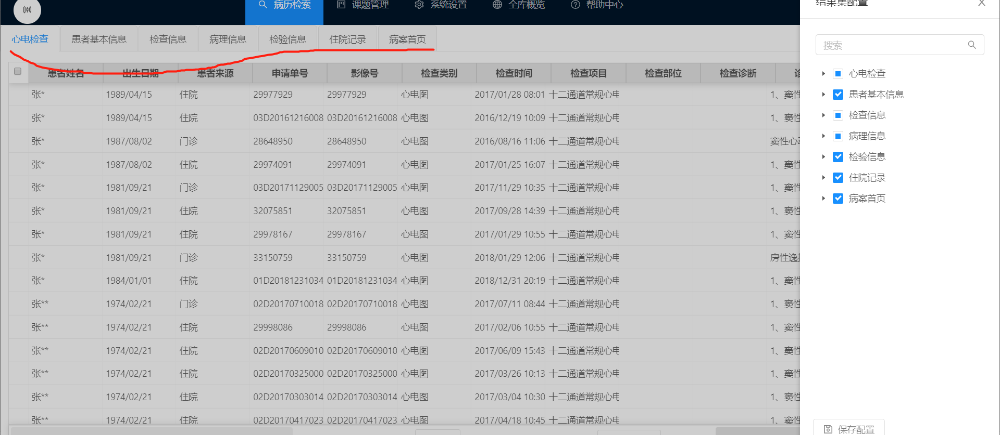 病历检索 课题管理 系统设置 全库概览 帮助中心
结果集配置
心电检查 患者基本信息 检查信息 病理信息 检验信息 住院记录 病案首页
搜索
患者姓名 出生日期 患者来源 申请单号 影像号 检查类别 检查时间 检查项目 检查部位 检查诊断
张* 1989/04/15 住院 29977929 29977929 心电图 2017/01/28 08:01 十二通道常规心电 1、窦性
张* 1989/04/15 住院 03D20161216008 03D20161216008 心电图 2016/12/19 10:09 十二通道常规心电 1、窦性
张* 1987/08/02 门诊 28648950 28648950 心电图 2016/08/16 11:06 十二通道常规心电 窦性心动
张* 1987/08/02 住院 29974091 29974091 心电图 2017/01/25 16:07 十二通道常规心电 1、窦性
张* 1981/09/21 门诊 03D20171129005 03D20171129005 心电图 2017/11/29 10:35 十二通道常规心电 1、窦性
张* 1981/09/21 住院 32075851 32075851 心电图 2017/09/28 14:39 十二通道常规心电 1、窦性
张* 1981/09/21 住院 29978167 29978167 心电图 2017/01/29 10:55 十二通道常规心电 1、窦性
张* 1981/09/21 门诊 33150759 33150759 心电图 2018/01/29 12:06 十二通道常规心电 房性逸搏
张* 1984/01/01 住院 01D20181231034 01D20181231034 心电图 2018/12/31 20:19 十二通道常规心电 1、窦性
张** 1974/02/21 门诊 02D20170710018 02D20170710018 心电图 2017/07/11 08:44 十二通道常规心电 1、窦性
张** 1974/02/21 住院 29998086 29998086 心电图 2017/02/06 10:55 十二通道常规心电 1、窦性
张** 1974/02/21 住院 02D20170609010 02D20170609010 心电图 2017/06/09 15:43 十二通道常规心电 1、窦性
张** 1974/02/21 住院 02D20170325000 02D20170325000 心电图 2017/03/26 10:13 十二通道常规心电 1、窦性
张** 1974/02/21 住院 02D20170303014 02D20170303014 心电图 2017/03/04 10:30 十二通道常规心电 1、窦性
张** 1974/02/21 住院 02D20170417023 02D20170417023 心电图 2017/04/18 10:45 十二通道常规心电 1、窦性
心电检查
患者基本信息
检查信息
病理信息
检验信息
住院记录
病案首页
保存配置